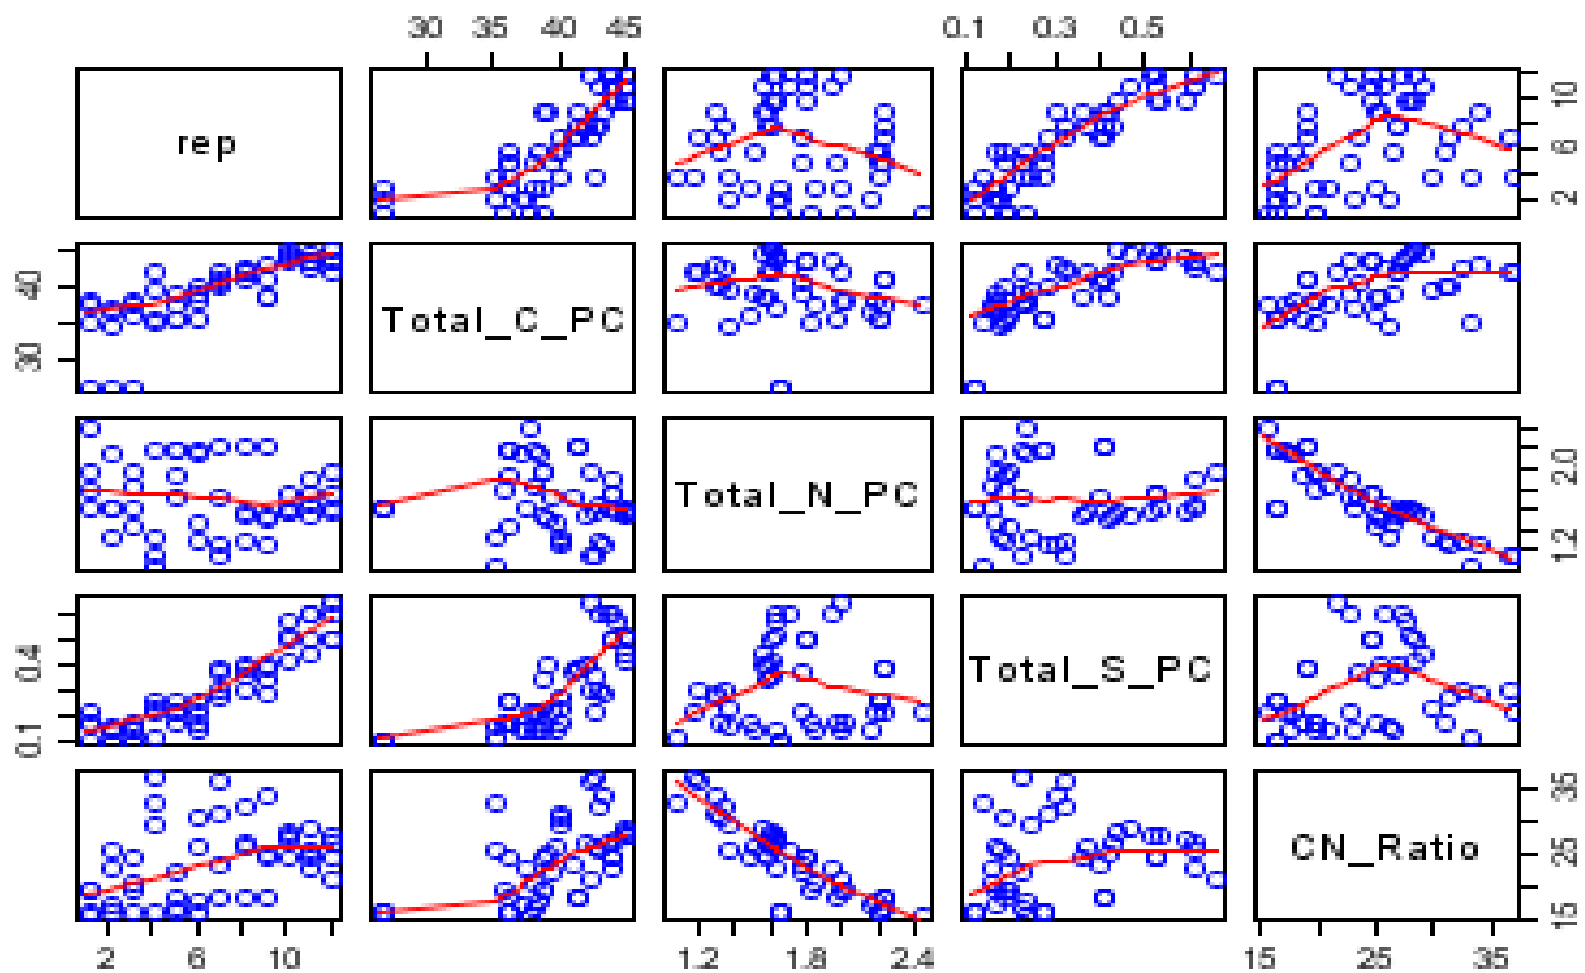 30 35 40 45 0.1 0.3 0.5
rep
2 6 10
30 40
Total_C_PC
Total_N_PC
1.2 2.0
0.1 0.4
Total_S_PC
CN_Ratio
15 25 35
2 6 10 1.2 1.8 2.4 15 25 35